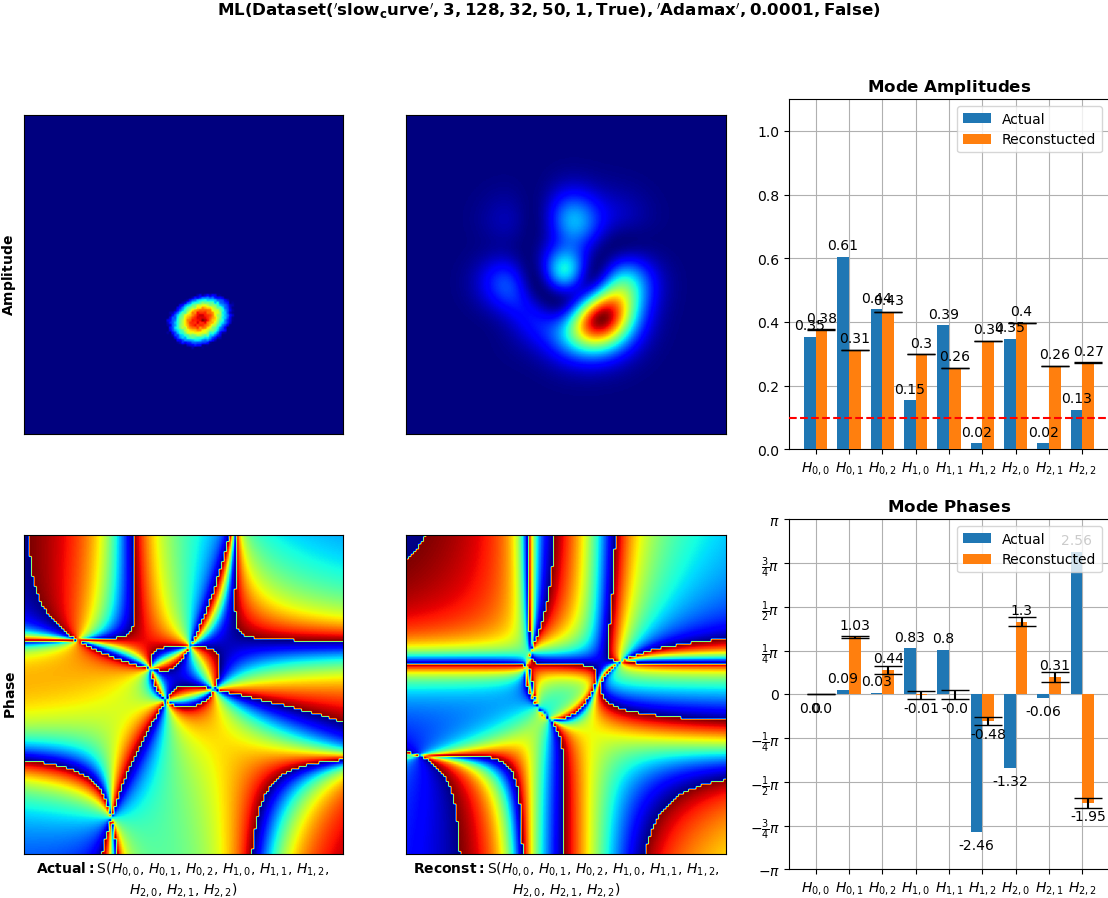 ML(Dataset('slow_curve', 3, 128, 32, 50, 1, True), 'Adamax', 0.0001, False)
Amplitude
Mode Amplitudes
Actual
Reconstucted
1.0
0.8
0.6
0.4
0.2
0.0
0.35
0.38
0.61
0.31
0.44
0.43
0.15
0.3
0.39
0.26
0.02
0.34
0.35
0.4
0.02
0.26
0.13
0.27
H0,0 H0,1 H0,2 H1,0 H1,1 H1,2 H2,0 H2,1 H2,2
Phase
Actual: S(H0,0, H0,1, H0,2, H1,0, H1,1, H1,2,
H2,0, H2,1, H2,2)
Reconst: S(H0,0, H0,1, H0,2, H1,0, H1,1, H1,2,
H2,0, H2,1, H2,2)
Mode Phases
Actual
Reconstucted
π
3/4π
1/2π
1/4π
0
−1/4π
−1/2π
−3/4π
−π
0.0
0.0
0.09
1.03
0.03
0.44
0.83
-0.01
0.8
-0.0
-2.46
-0.48
-1.32
1.3
-0.06
0.31
2.56
-1.95
H0,0 H0,1 H0,2 H1,0 H1,1 H1,2 H2,0 H2,1 H2,2